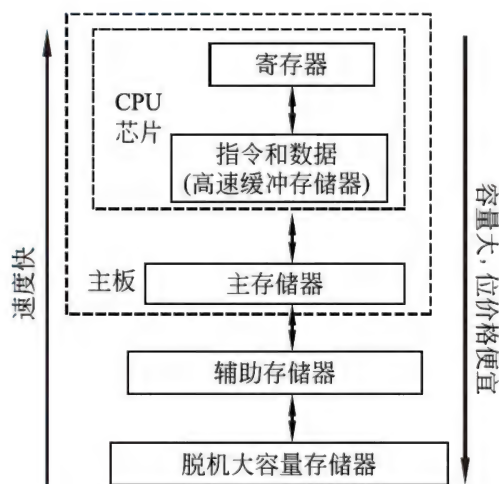 寄存器
CPU
芯片
指令和数据
(高速缓冲存储器)
主板
主存储器
辅助存储器
脱机大容量存储器
速度快
容量大，位价格便宜